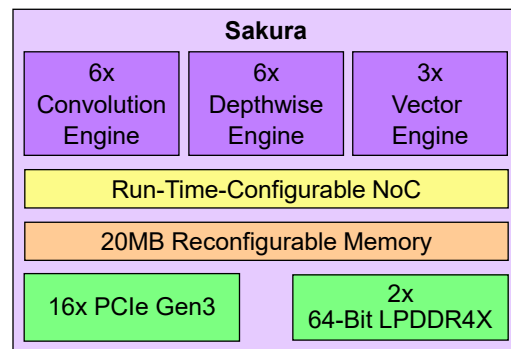 Sakura
6x
Convolution
Engine
6x
Depthwise
Engine
3x
Vector
Engine
Run-Time-Configurable NoC
20MB Reconfigurable Memory
16x PCIe Gen3
2x
64-Bit LPDDR4X